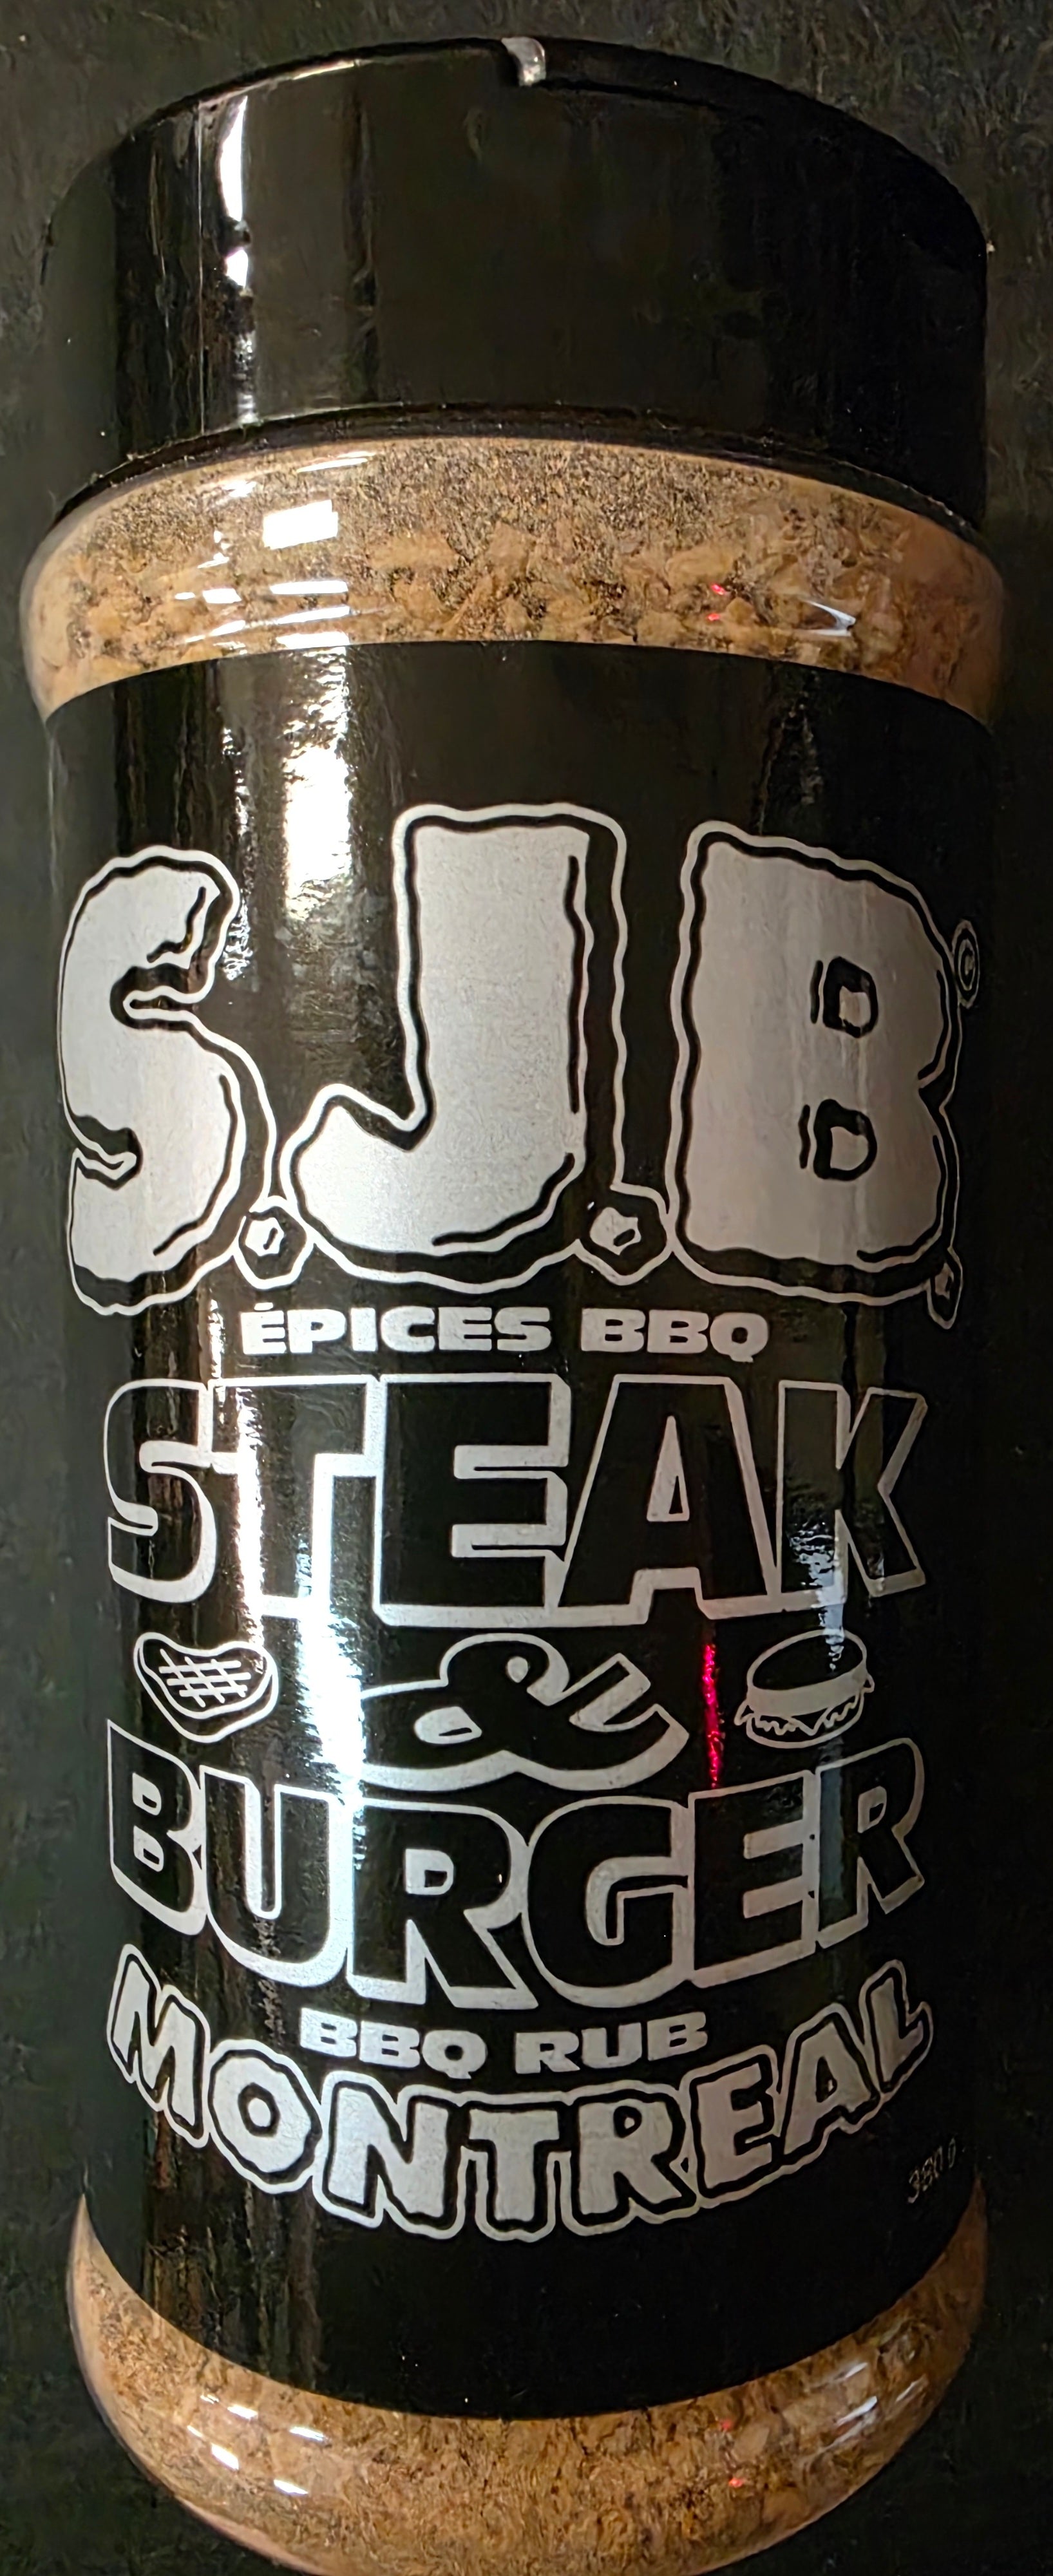 S.J.B.
ÉPICES BBQ
STEAK
&
BURGER
BBQ RUB
MONTREAL